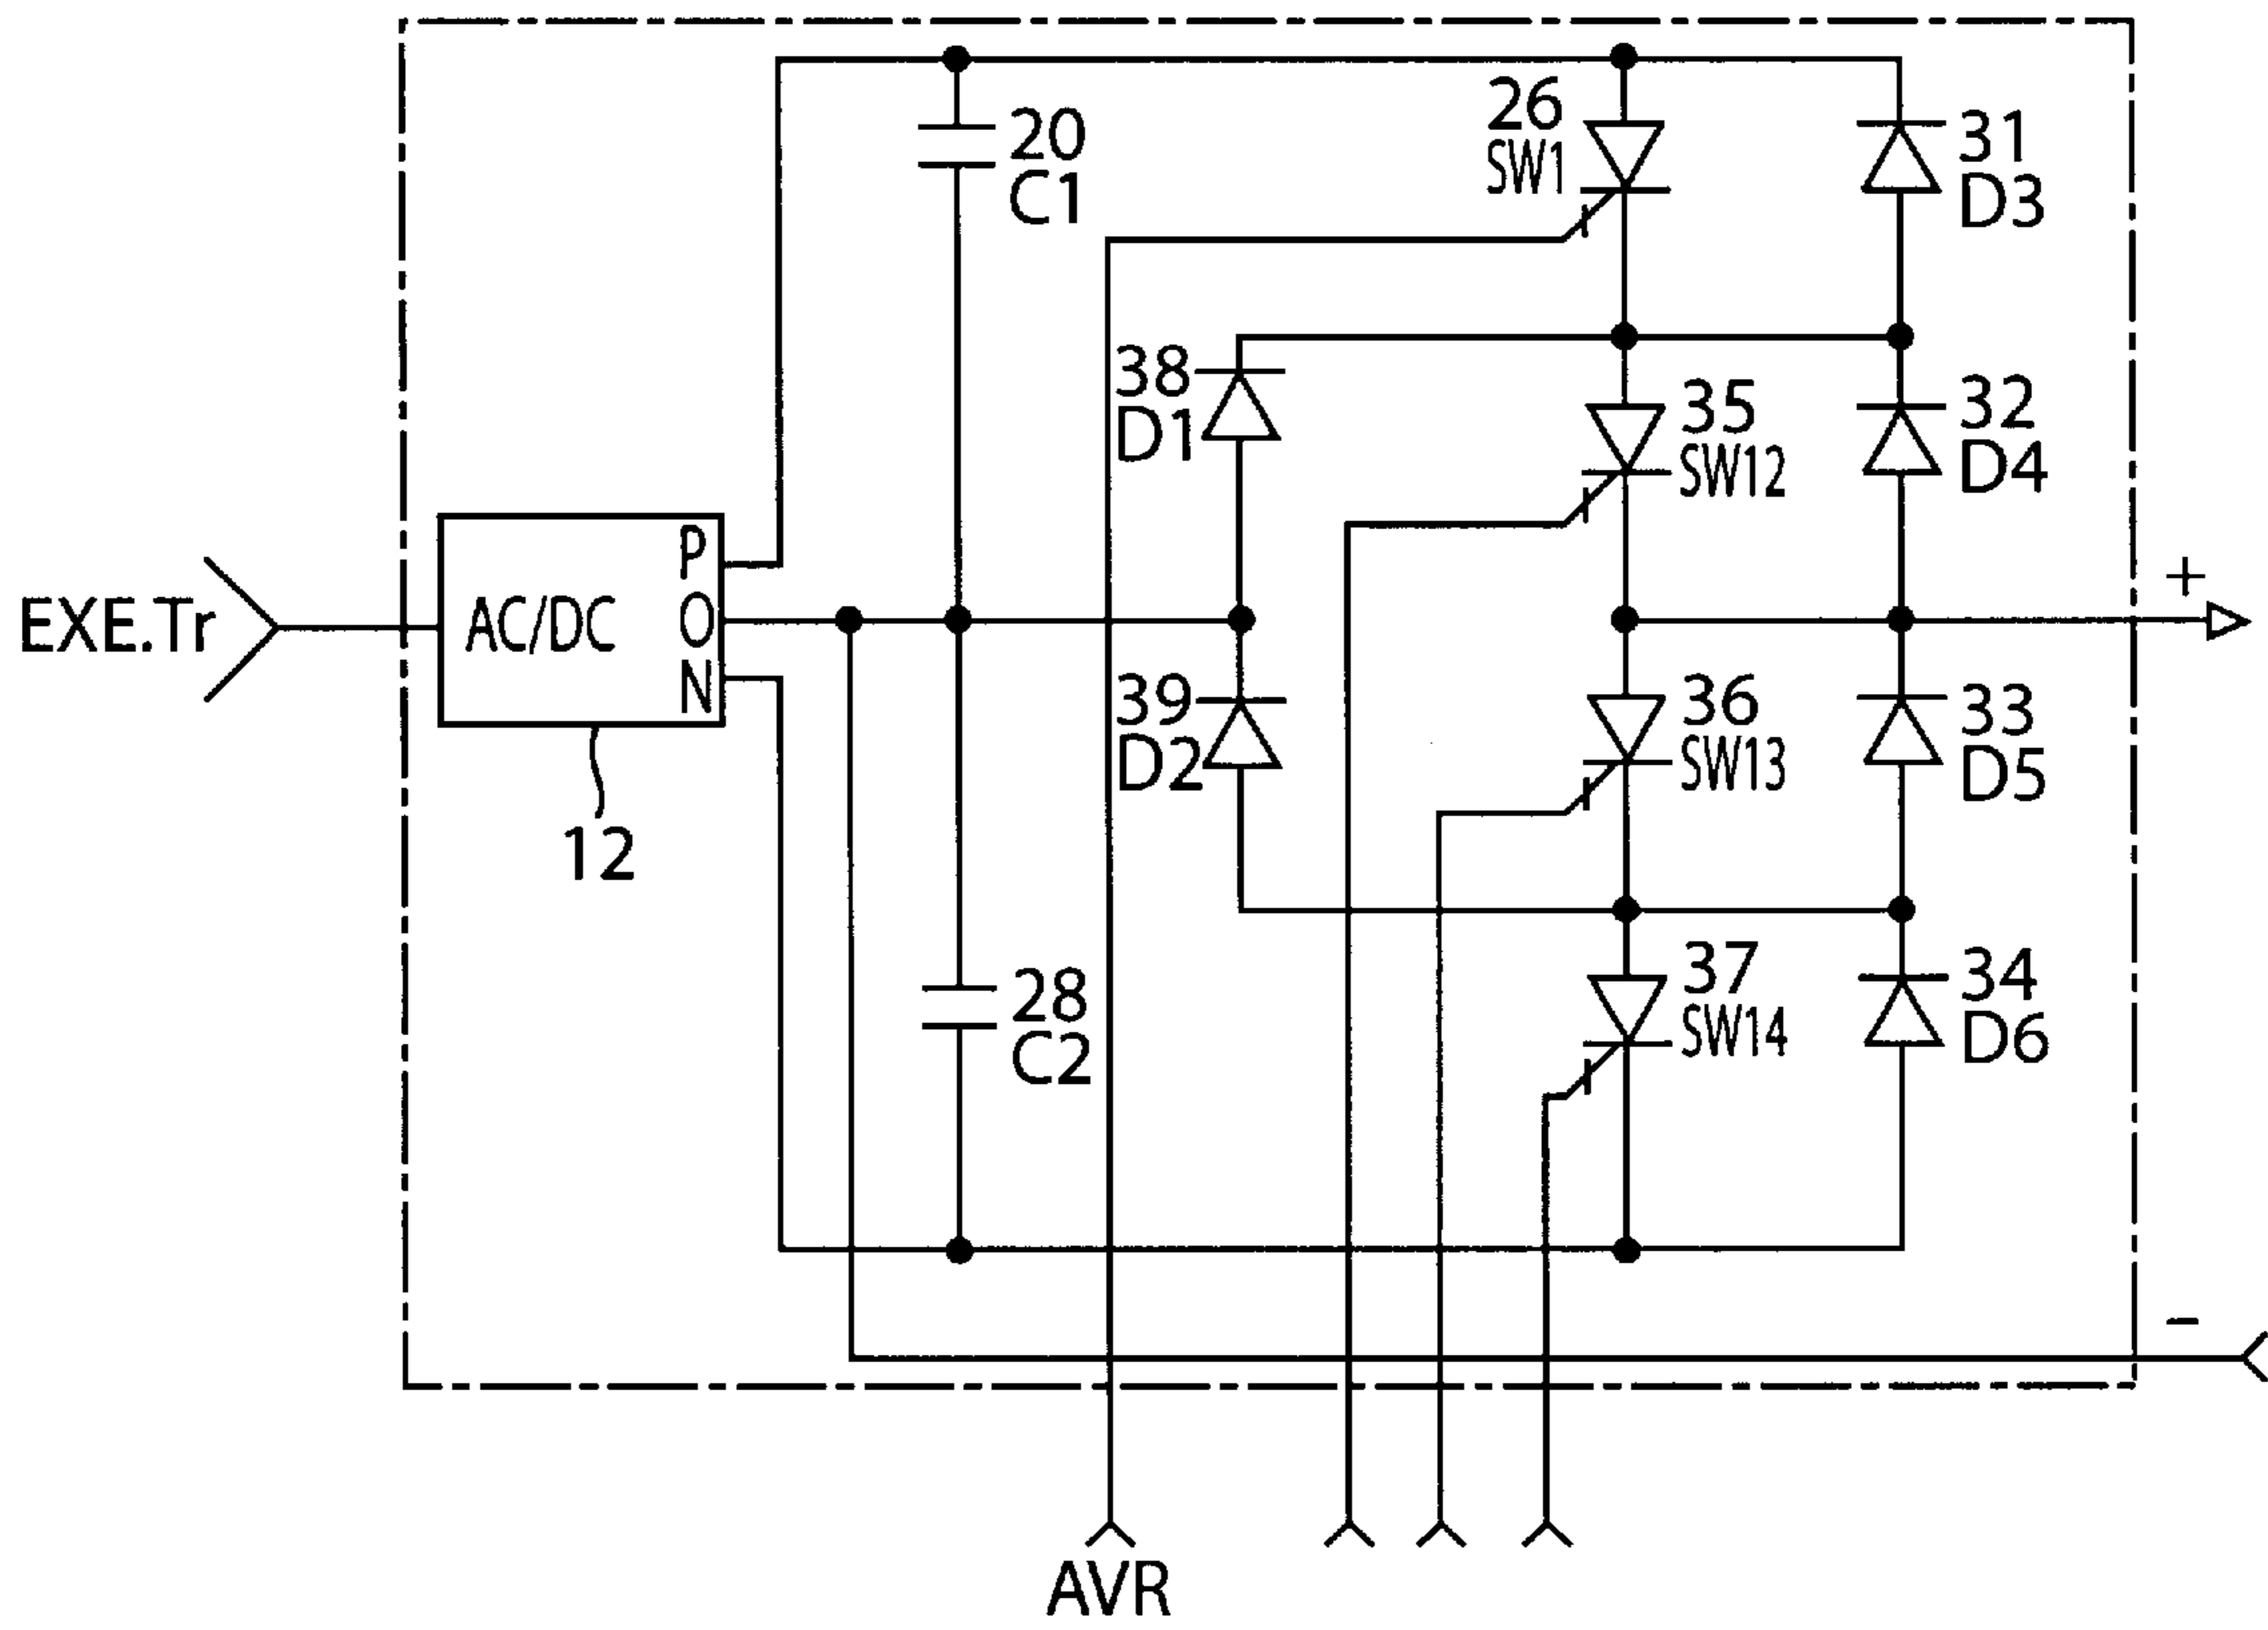 26
SW1
31
D3
20
C1
38
D1
35
SW12
32
D4
EXE.Tr
AC/DC
P
O
N
+
39
D2
36
SW13
33
D5
12
37
SW14
34
D6
28
C2
−
AVR